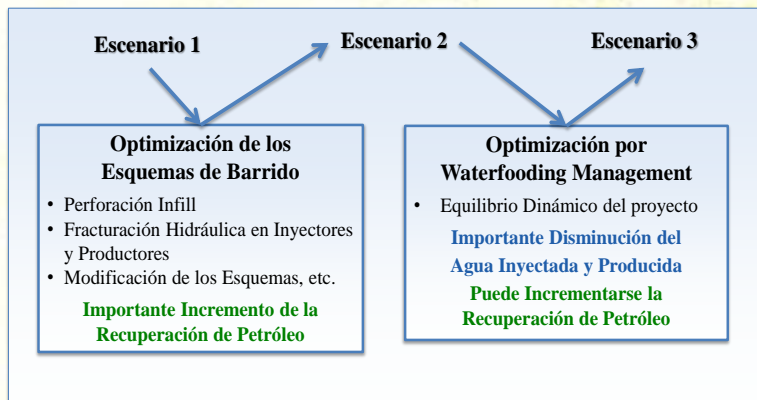 Escenario 1
Escenario 2
Escenario 3
Optimización de los
Esquemas de Barrido
• Perforación Infill
• Fracturación Hidráulica en Inyectores
y Productores
• Modificación de los Esquemas, etc.
Importante Incremento de la
Recuperación de Petróleo
Optimización por
Waterfooding Management
• Equilibrio Dinámico del proyecto
Importante Disminución del
Agua Inyectada y Producida
Puede Incrementarse la
Recuperación de Petróleo